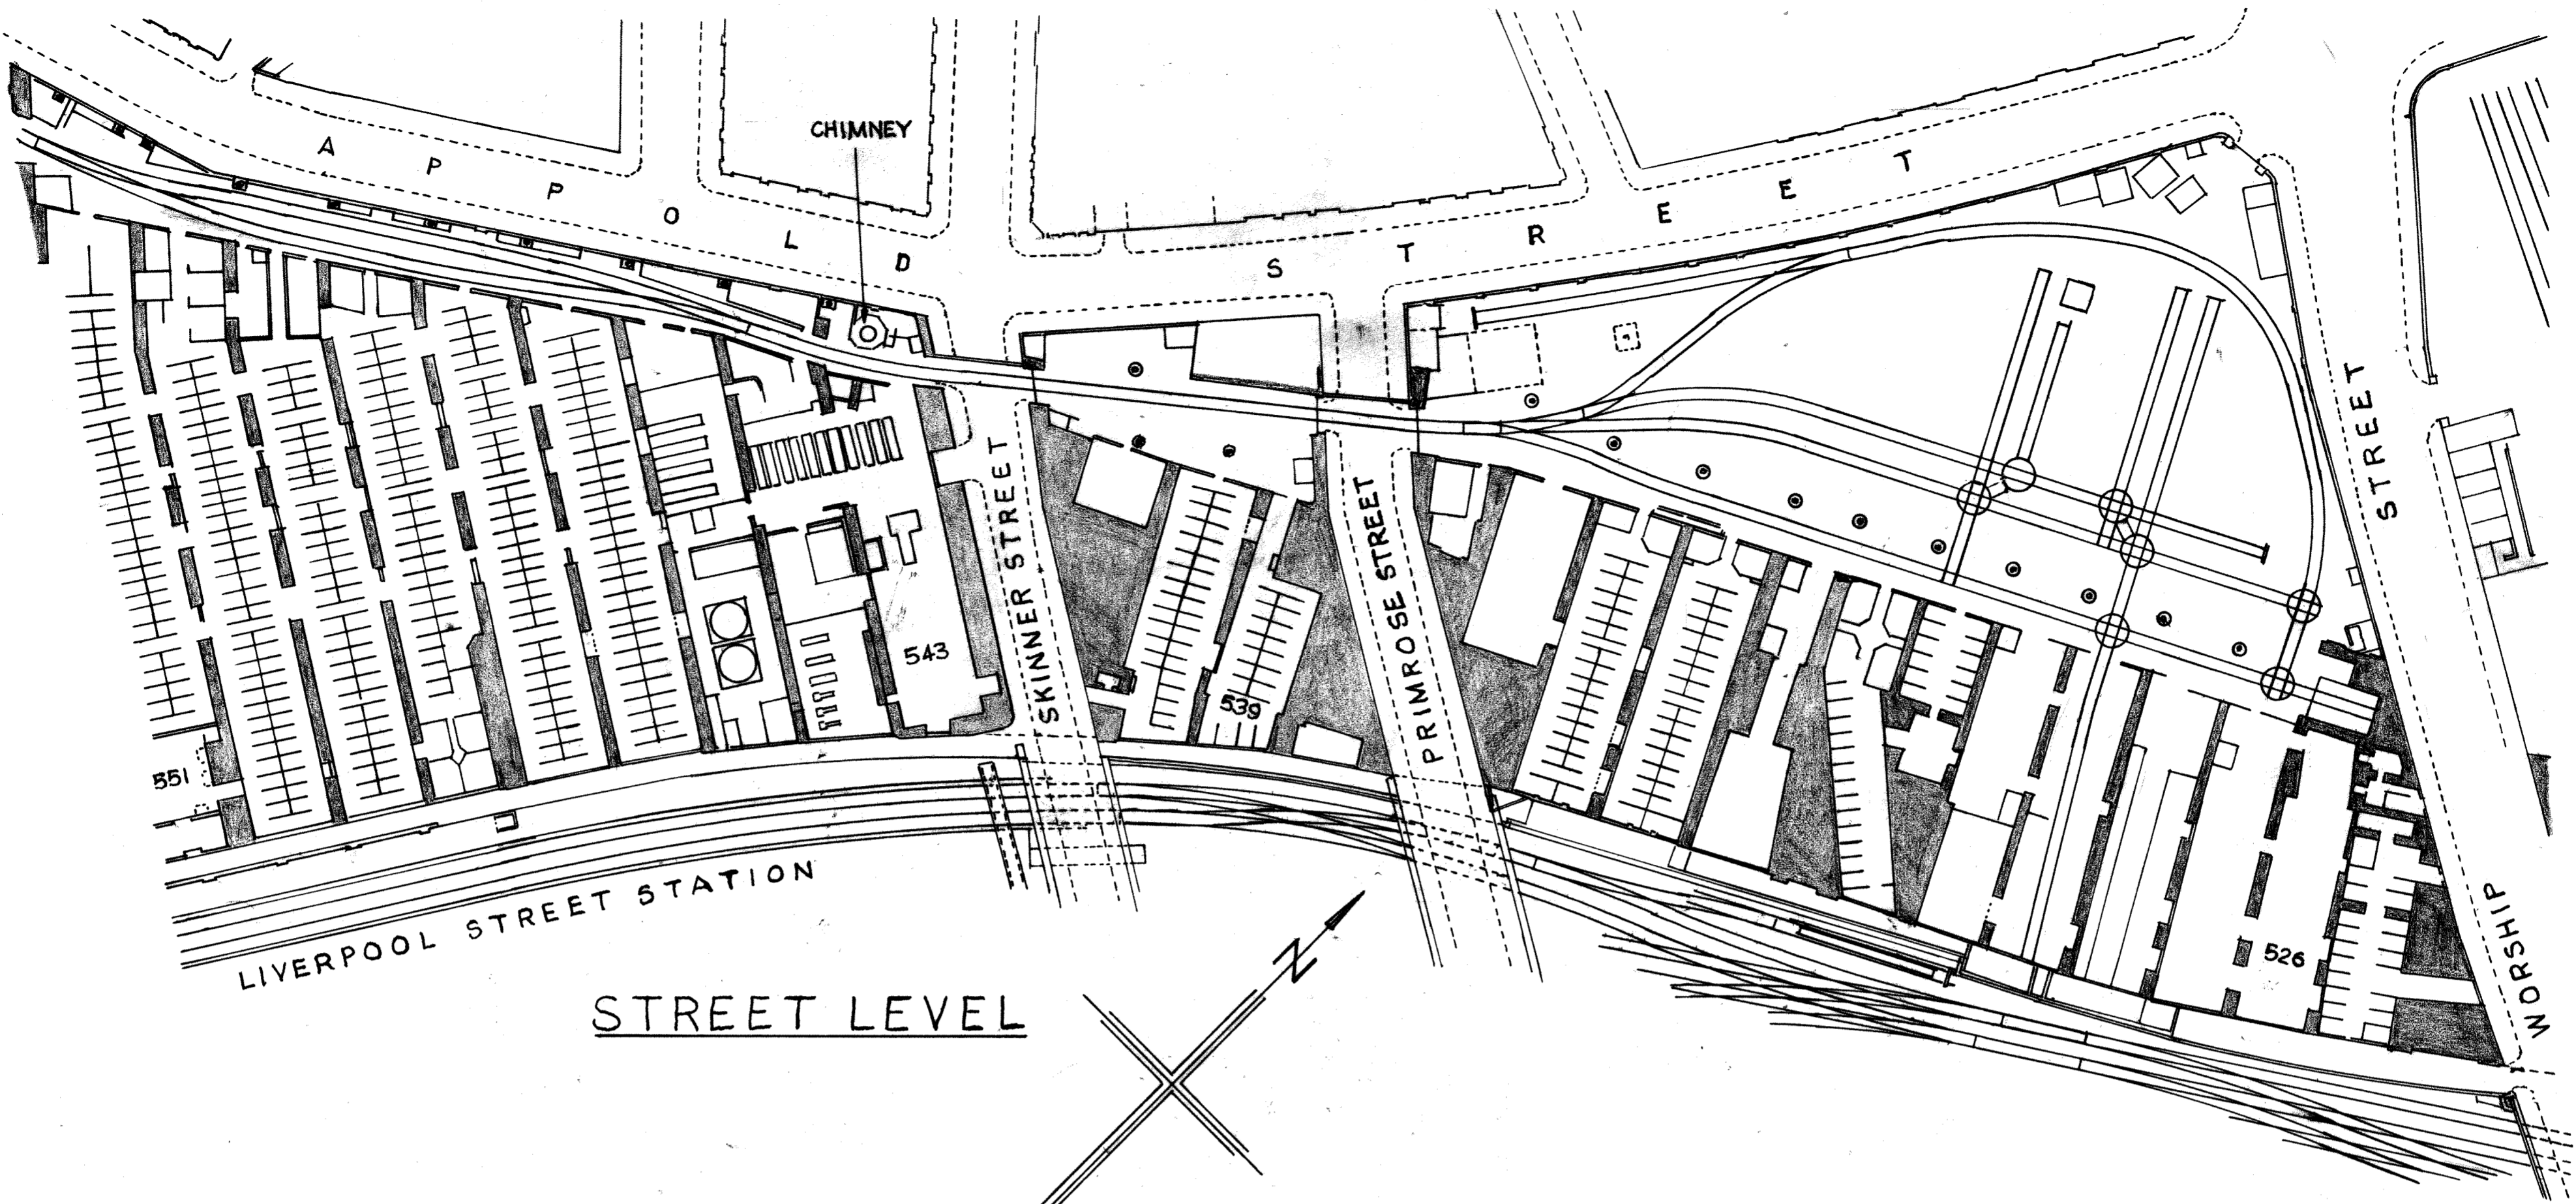 CHIMNEY
APPOLD STREET
SKINNER STREET
PRIMROSE STREET
WORSHIP STREET
543
539
551
526
LIVERPOOL STREET STATION
N
STREET LEVEL